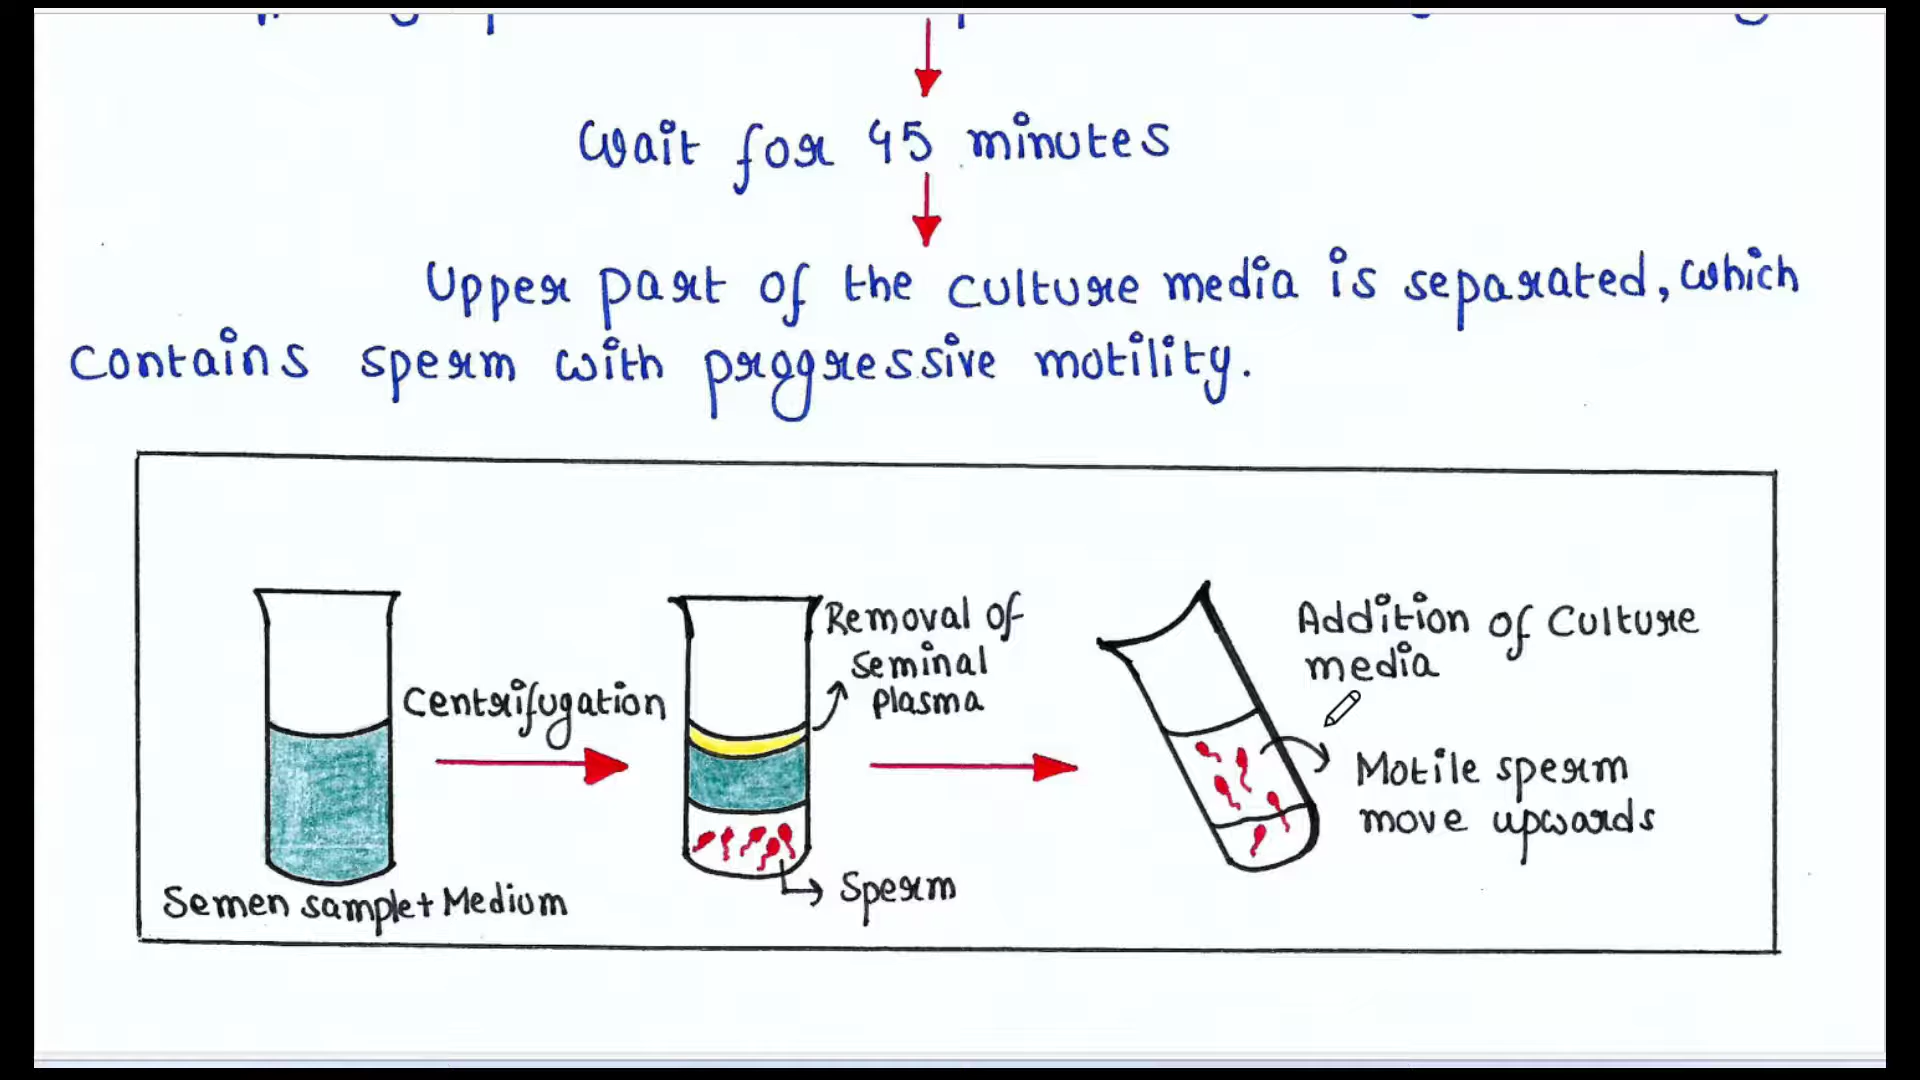 Wait for 45 minutes
Upper part of the culture media is separated, which
contains sperm with progressive motility.
Removal of
Seminal
Plasma
Addition of Culture
media
Centrifugation
Motile sperm
move upwards
Sperm
Semen sample + Medium